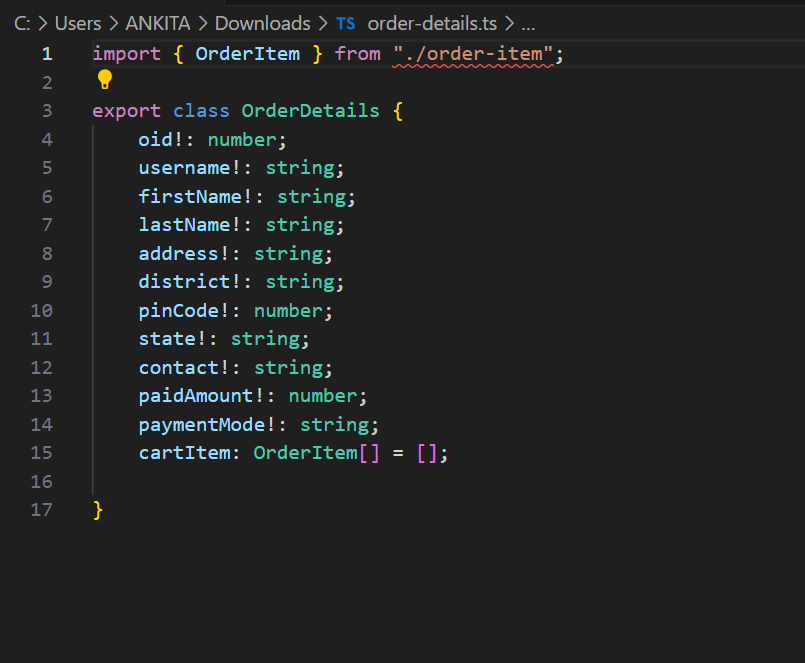 C: > Users > ANKITA > Downloads > TS order-details.ts > ...
1 import { OrderItem } from "./order-item";
2
3 export class OrderDetails {
4     oid!: number;
5     username!: string;
6     firstName!: string;
7     lastName!: string;
8     address!: string;
9     district!: string;
10     pinCode!: number;
11     state!: string;
12     contact!: string;
13     paidAmount!: number;
14     paymentMode!: string;
15     cartItem: OrderItem[] = [];
16
17 }